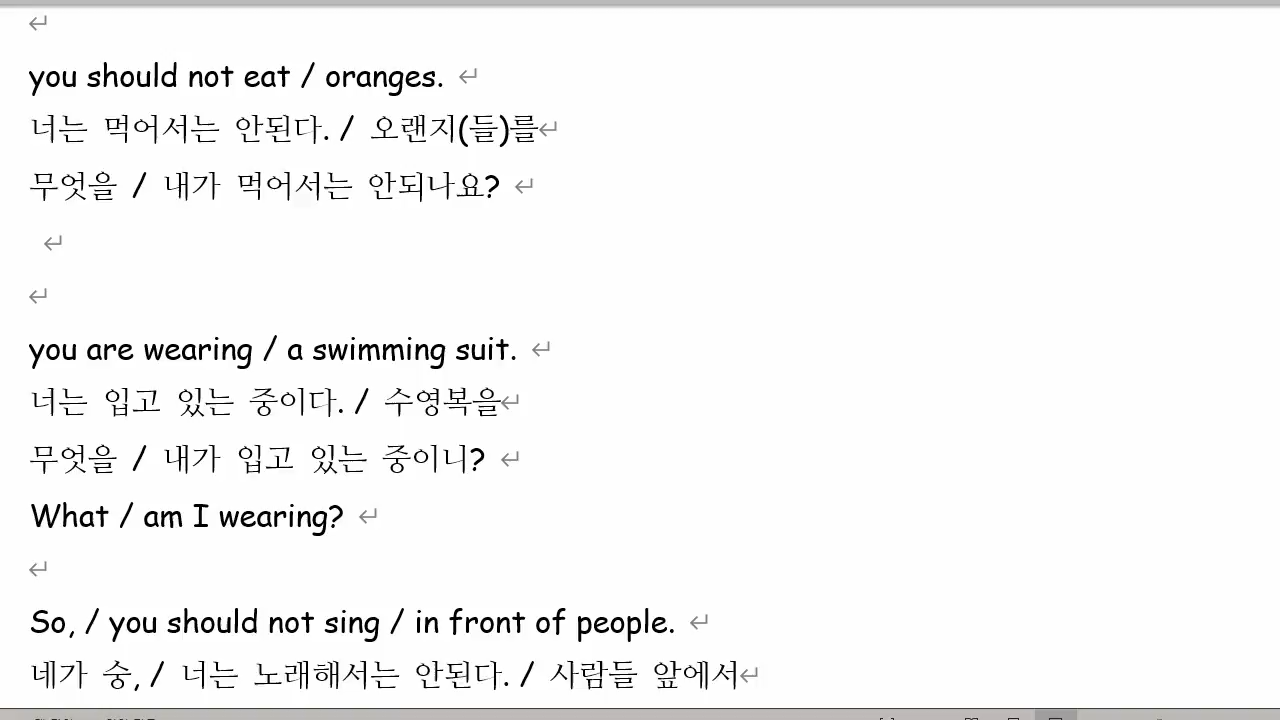 you should not eat / oranges.
너는 먹어서는 안된다. / 오랜지(들)를
무엇을 / 내가 먹어서는 안되나요?
you are wearing / a swimming suit.
너는 입고 있는 중이다. / 수영복을
무엇을 / 내가 입고 있는 중이니?
What / am I wearing?
So, / you should not sing / in front of people.
네가 숭, / 너는 노래해서는 안된다. / 사람들 앞에서